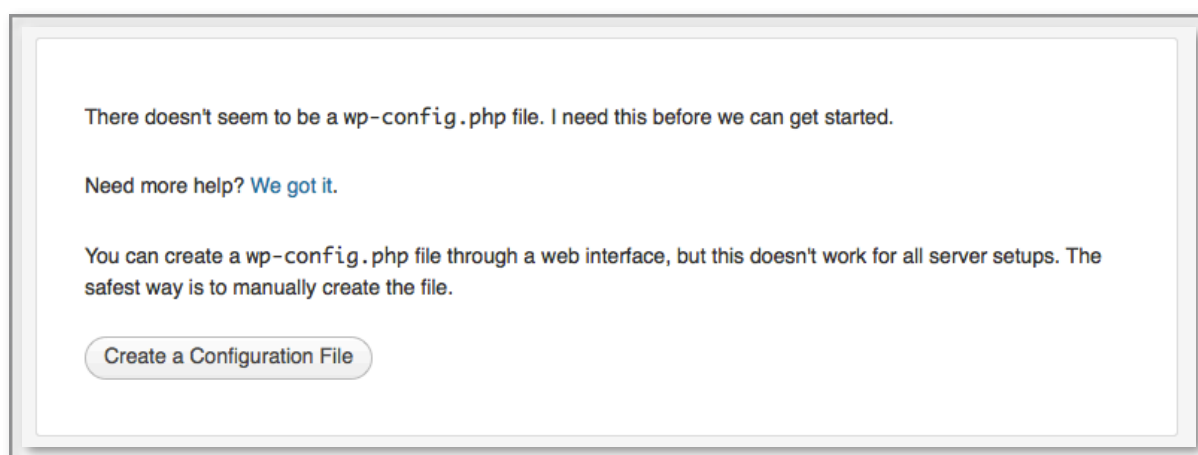 There doesn't seem to be a wp-config.php file. I need this before we can get started.
Need more help? We got it.
You can create a wp-config.php file through a web interface, but this doesn't work for all server setups. The
safest way is to manually create the file.
Create a Configuration File